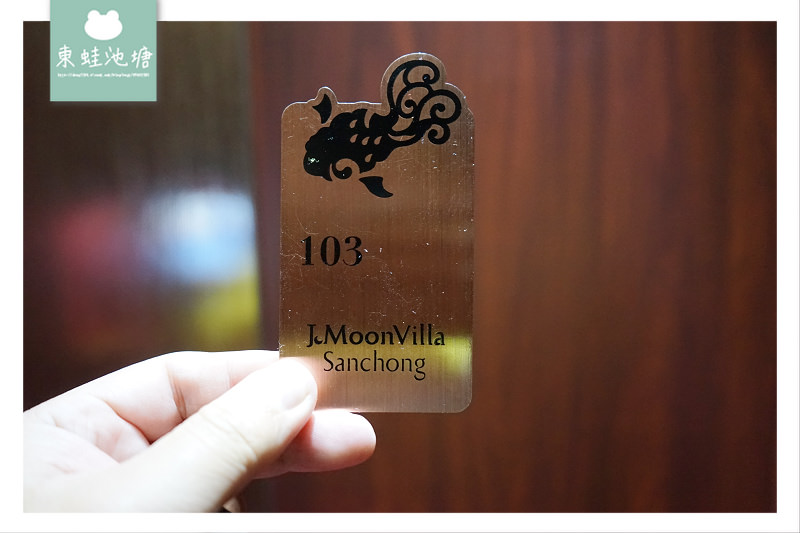 東蛙池塘
103
J.MoonVilla
Sanchong